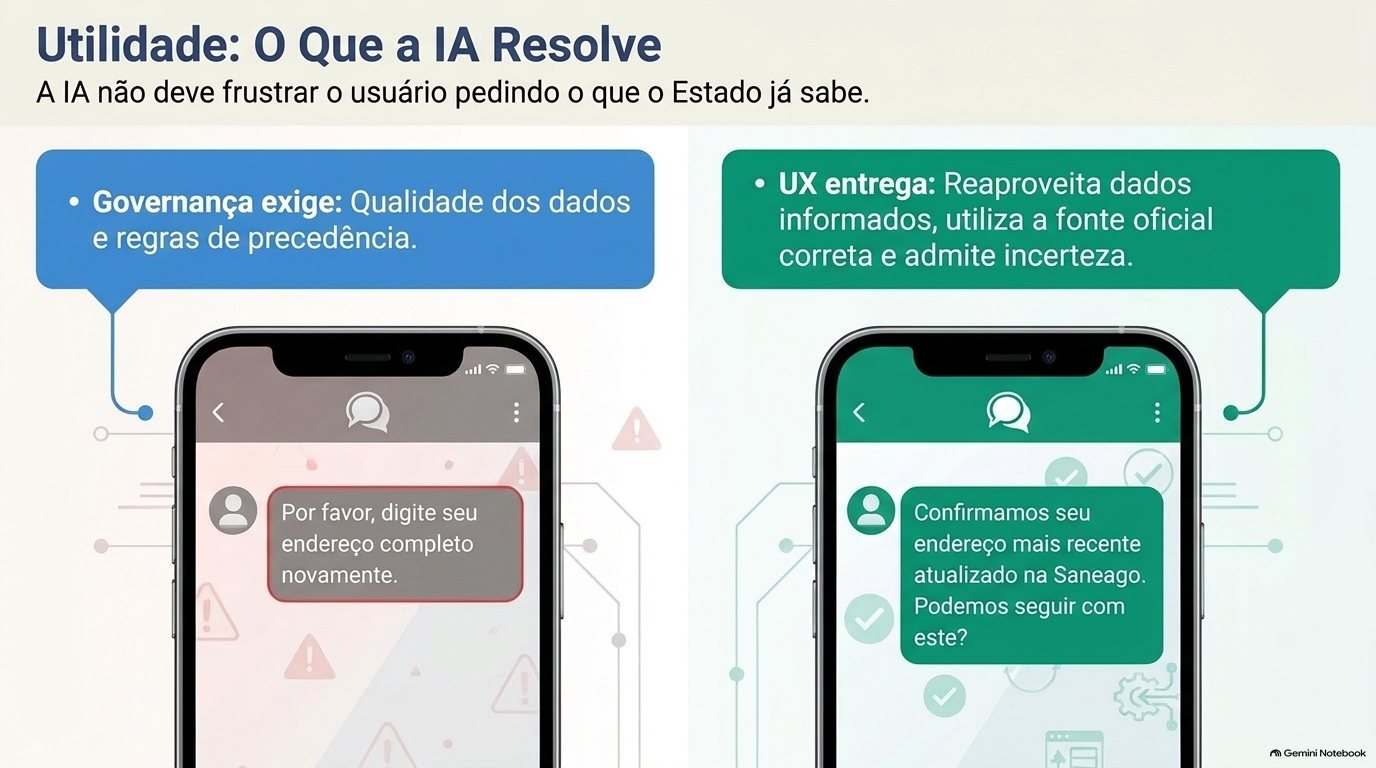 Utilidade: O Que a IA Resolve
A IA não deve frustrar o usuário pedindo o que o Estado já sabe.
• Governança exige: Qualidade dos dados
e regras de precedência.
• UX entrega: Reaproveita dados
informados, utiliza a fonte oficial
correta e admite incerteza.
Por favor, digite seu
endereço completo
novamente.
Confirmamos seu
endereço mais recente
atualizado na Saneago.
Podemos seguir com
este?
Gemini Notebook